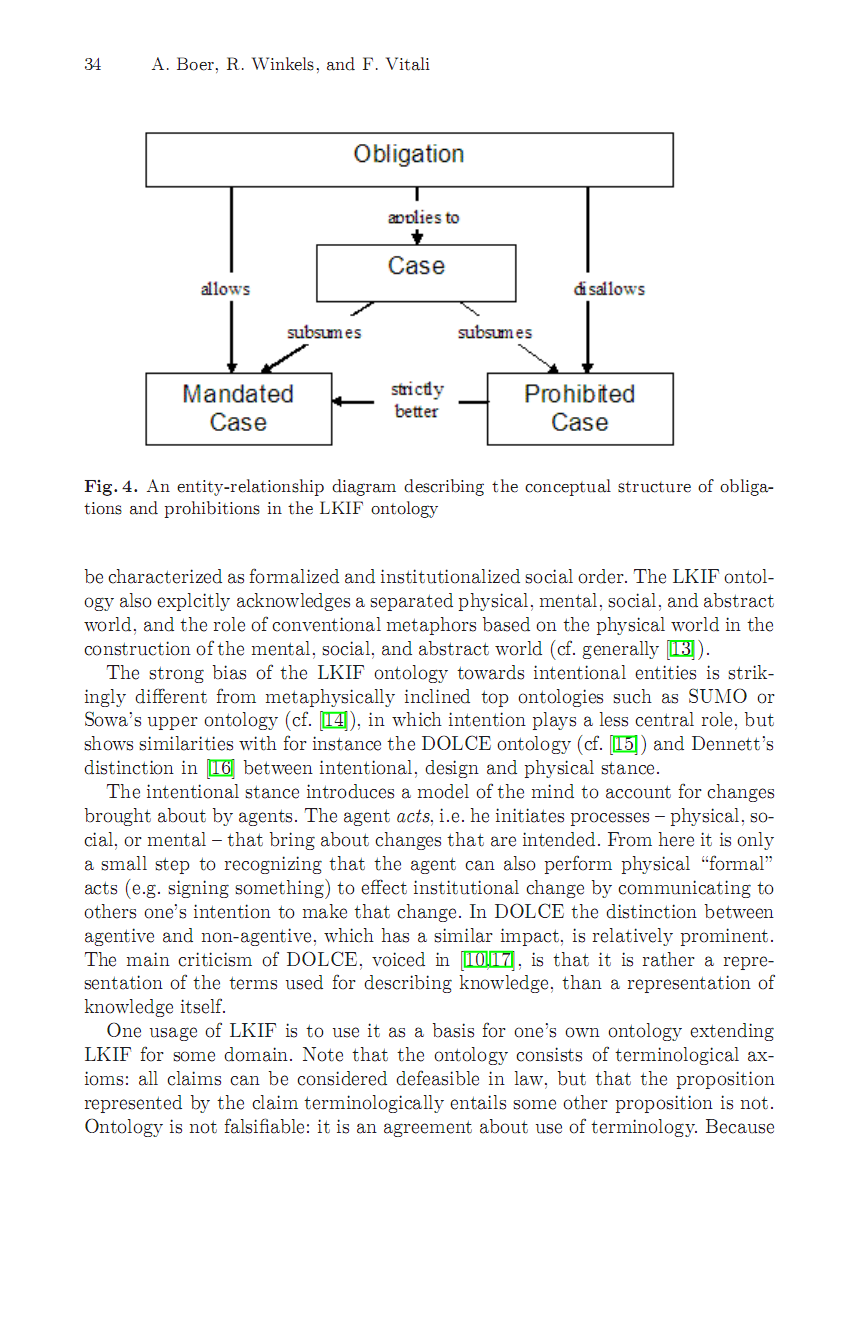 34 A. Boer, R. Winkels, and F. Vitali
Obligation
applies to
Case
allows
disallows
subsumes
subsumes
Mandated
Case
strictly
better
Prohibited
Case
Fig. 4. An entity-relationship diagram describing the conceptual structure of obliga-
tions and prohibitions in the LKIF ontology
be characterized as formalized and institutionalized social order. The LKIF ontol-
ogy also explcitly acknowledges a separated physical, mental, social, and abstract
world, and the role of conventional metaphors based on the physical world in the
construction of the mental, social, and abstract world (cf. generally [13]).
The strong bias of the LKIF ontology towards intentional entities is strik-
ingly different from metaphysically inclined top ontologies such as SUMO or
Sowa's upper ontology (cf. [14]), in which intention plays a less central role, but
shows similarities with for instance the DOLCE ontology (cf. [15]) and Dennett's
distinction in [16] between intentional, design and physical stance.
The intentional stance introduces a model of the mind to account for changes
brought about by agents. The agent acts, i.e. he initiates processes – physical, so-
cial, or mental – that bring about changes that are intended. From here it is only
a small step to recognizing that the agent can also perform physical “formal”
acts (e.g. signing something) to effect institutional change by communicating to
others one's intention to make that change. In DOLCE the distinction between
agentive and non-agentive, which has a similar impact, is relatively prominent.
The main criticism of DOLCE, voiced in [10,17], is that it is rather a repre-
sentation of the terms used for describing knowledge, than a representation of
knowledge itself.
One usage of LKIF is to use it as a basis for one's own ontology extending
LKIF for some domain. Note that the ontology consists of terminological ax-
ioms: all claims can be considered defeasible in law, but that the proposition
represented by the claim terminologically entails some other proposition is not.
Ontology is not falsifiable: it is an agreement about use of terminology. Because